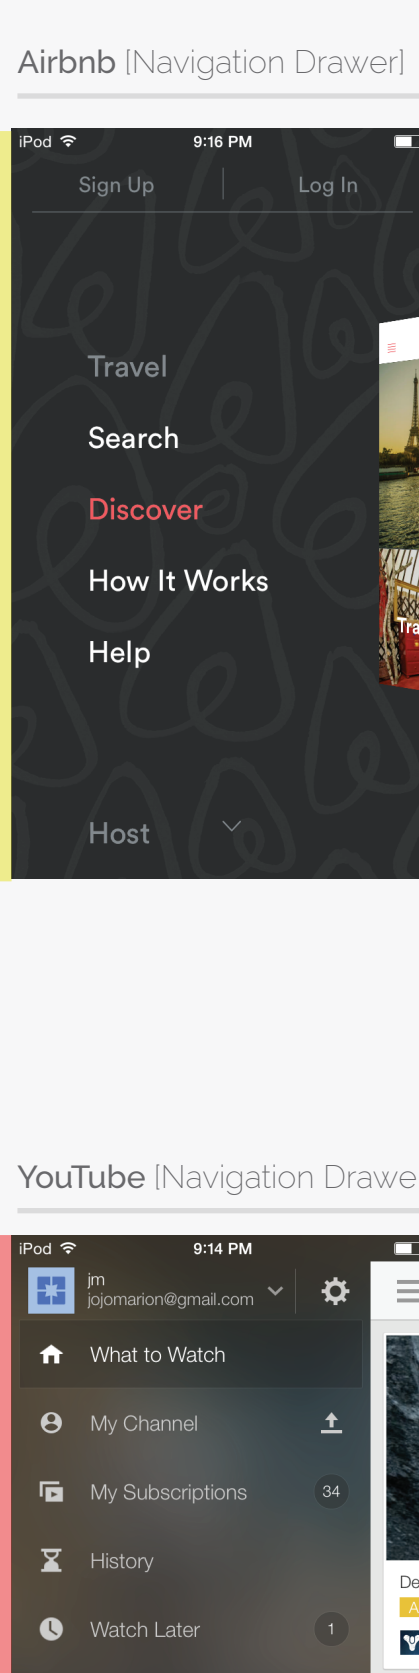 Airbnb [Navigation Drawer]
iPod 9:16 PM
Sign Up Log In
Travel
Search
Discover
How It Works
Tra
Help
Host
YouTube [Navigation Drawe
iPod 9:14 PM
jm
jojomarion@gmail.com
What to Watch
My Channel
My Subscriptions 34
History
De
A
Watch Later 1